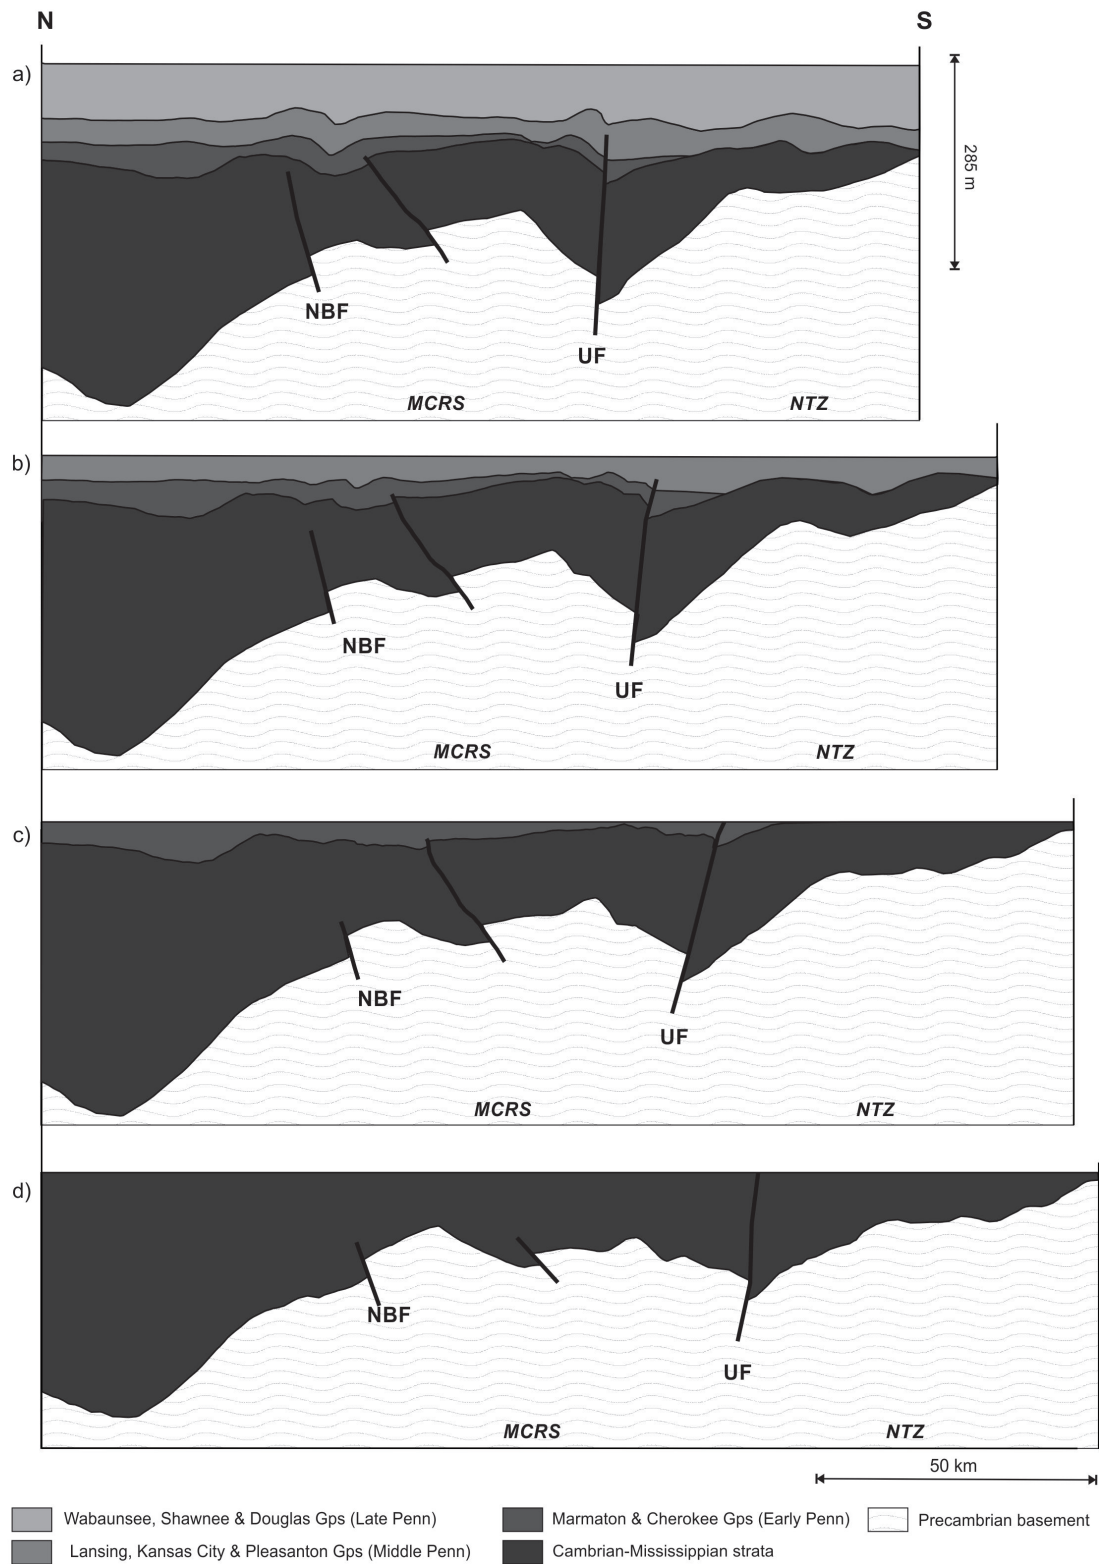 N S
a)
285 m
NBF
UF
MCRS NTZ
b)
NBF
UF
MCRS NTZ
c)
NBF
UF
MCRS NTZ
d)
NBF
UF
MCRS NTZ
50 km
Wabaunsee, Shawnee & Douglas Gps (Late Penn)
Marmaton & Cherokee Gps (Early Penn)
Precambrian basement
Lansing, Kansas City & Pleasanton Gps (Middle Penn)
Cambrian-Mississippian strata